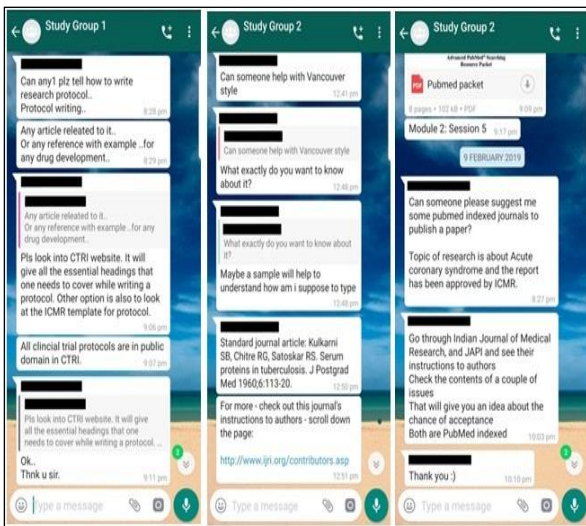 Study Group 1
Can any1 plz tell how to write
research protocol..
Protocol writing..
8:28 pm
Any article releated to it..
Or any reference with example ..for
any drug development..
8:29 pm
Any article releated to it..
Or any reference with example ..for any
drug development..
Pls look into CTRI website. It will
give all the essential headings that
one needs to cover while writing a
protocol. Other option is also to look
at the ICMR template for protocol.
9:06 pm
All clincial trial protocols are in public
domain in CTRI.
9:07 pm
Pls look into CTRI website. It will give
all the essential headings that one
needs to cover while writing a protocol. ...
Ok..
Thnk u sir.
9:11 pm
2
Type a message
Study Group 2
Can someone help with Vancouver
style
12:41 pm
Can someone help with Vancouver style
What exactly do you want to know
about it?
12:48 pm
What exactly do you want to know about
it?
Maybe a sample will help to
understand how am i suppose to type
12:48 pm
Standard journal article: Kulkarni
SB, Chitre RG, Satoskar RS. Serum
proteins in tuberculosis. J Postgrad
Med 1960;6:113-20.
12:50 pm
For more - check out this journal's
instructions to authors - scroll down
the page:
http://www.ijri.org/contributors.asp
12:51 pm
Type a message
Study Group 2
Advanced PubMed® Searching
Resource Packet
PDF
Pubmed packet
8 pages • 102 kB • PDF
9:09 pm
Module 2: Session 5
9:17 pm
9 FEBRUARY 2019
Can someone please suggest me
some pubmed indexed journals to
publish a paper?
Topic of research is about Acute
coronary syndrome and the report
has been approved by ICMR.
8:27 pm
Go through Indian Journal of Medical
Research, and JAPI and see their
instructions to authors
Check the contents of a couple of
issues
That will give you an idea about the
chance of acceptance
Both are PubMed indexed
10:03 pm
Thank you :)
10:10 pm
2
Type a message